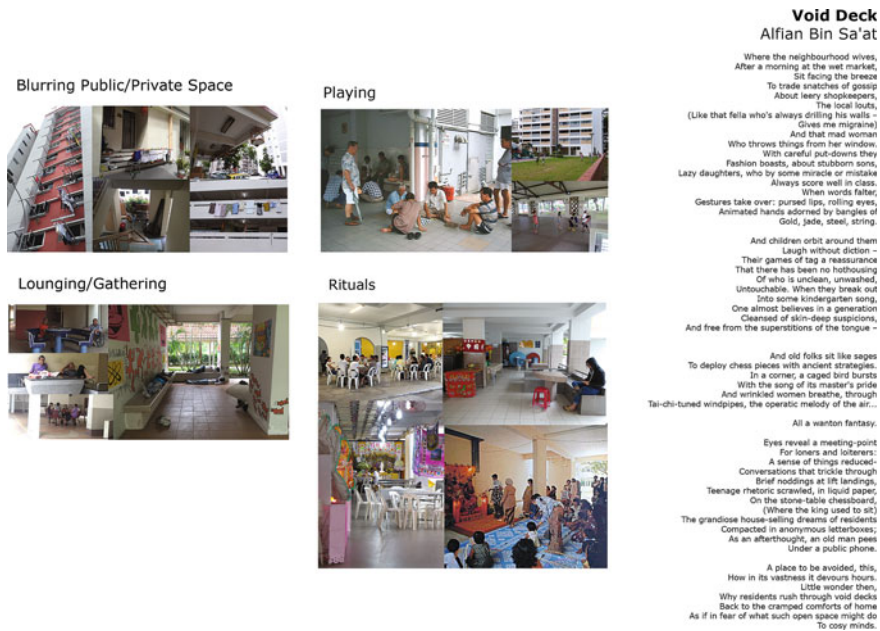 Void Deck
Alfian Bin Sa'at
Where the neighbourhood wives,
After a morning at the wet market,
Sit facing the breeze
To trade snatches of gossip
About leery shopkeepers,
The local louts,
(Like that fella who's always drilling his walls –
Gives me migraine)
And that mad woman
Who throws things from her window.
With careful put-downs they
Fashion boasts, about stubborn sons,
Lazy daughters, who by some miracle or mistake
Always score well in class.
When words falter,
Gestures take over: pursed lips, rolling eyes,
Animated hands adorned by bangles of
Gold, jade, steel, string.
And children orbit around them
Laugh without diction –
Their games of tag a reassurance
That there has been no hothousing
Of who is unclean, unwashed,
Untouchable. When they break out
Into some kindergarten song,
One almost believes in a generation
Cleansed of skin-deep suspicions,
And free from the superstitions of the tongue –
And old folks sit like sages
To deploy chess pieces with ancient strategies.
In a corner, a caged bird bursts
With the song of its master's pride
And wrinkled women breathe, through
Tai-chi-tuned windpipes, the operatic melody of the air...
All a wanton fantasy.
Eyes reveal a meeting-point
For loners and loiterers:
A sense of things reduced-
Conversations that trickle through
Brief noddings at lift landings,
Teenage rhetoric scrawled, in liquid paper,
On the stone-table chessboard,
(Where the king used to sit)
The grandiose house-selling dreams of residents
Compacted in anonymous letterboxes;
As an afterthought, an old man pees
Under a public phone.
A place to be avoided, this,
How in its vastness it devours hours.
Little wonder then,
Why residents rush through void decks
Back to the cramped comforts of home
As if in fear of what such open space might do
To cosy minds.
Blurring Public/Private Space
Playing
Lounging/Gathering
Rituals